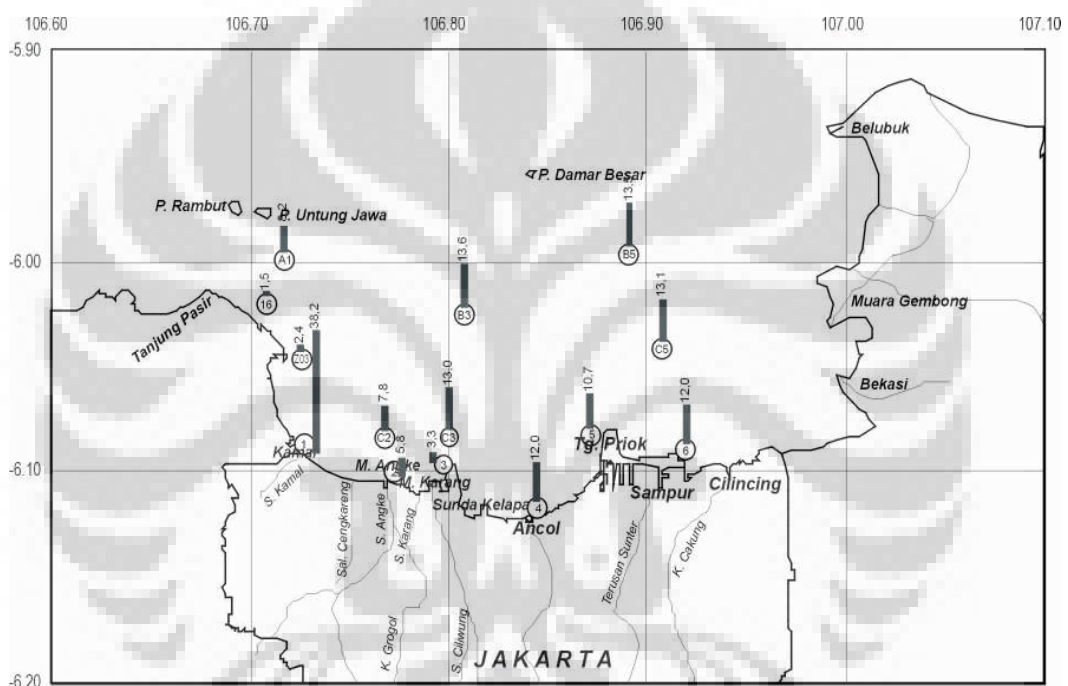 106.60 106.70 106.80 106.90 107.00 107.10
-5.90
Belubuk
P. Damar Besar
P. Rambut
P. Untung Jawa
A1
B5
-6.00
13,6
B3
1,5
16
13,1
C5
Muara Gembong
Tanjung Pasir
2,4
38,2
Bekasi
7,8
C2
13,0
C3
10,7
12,0
6
1
Kamal
5,8
3,3
3
Tg. Priok
-6.10
M. Angke
M. Karang
S. Kamal
Sal. Cengkareng
S. Angke
S. Karang
Sunda Kelapa
12,0
4
Ancol
Sampur
Cilincing
Terusan Sunter
K. Cakung
K. Grogol
S. Ciliwung
JAKARTA
-6.20